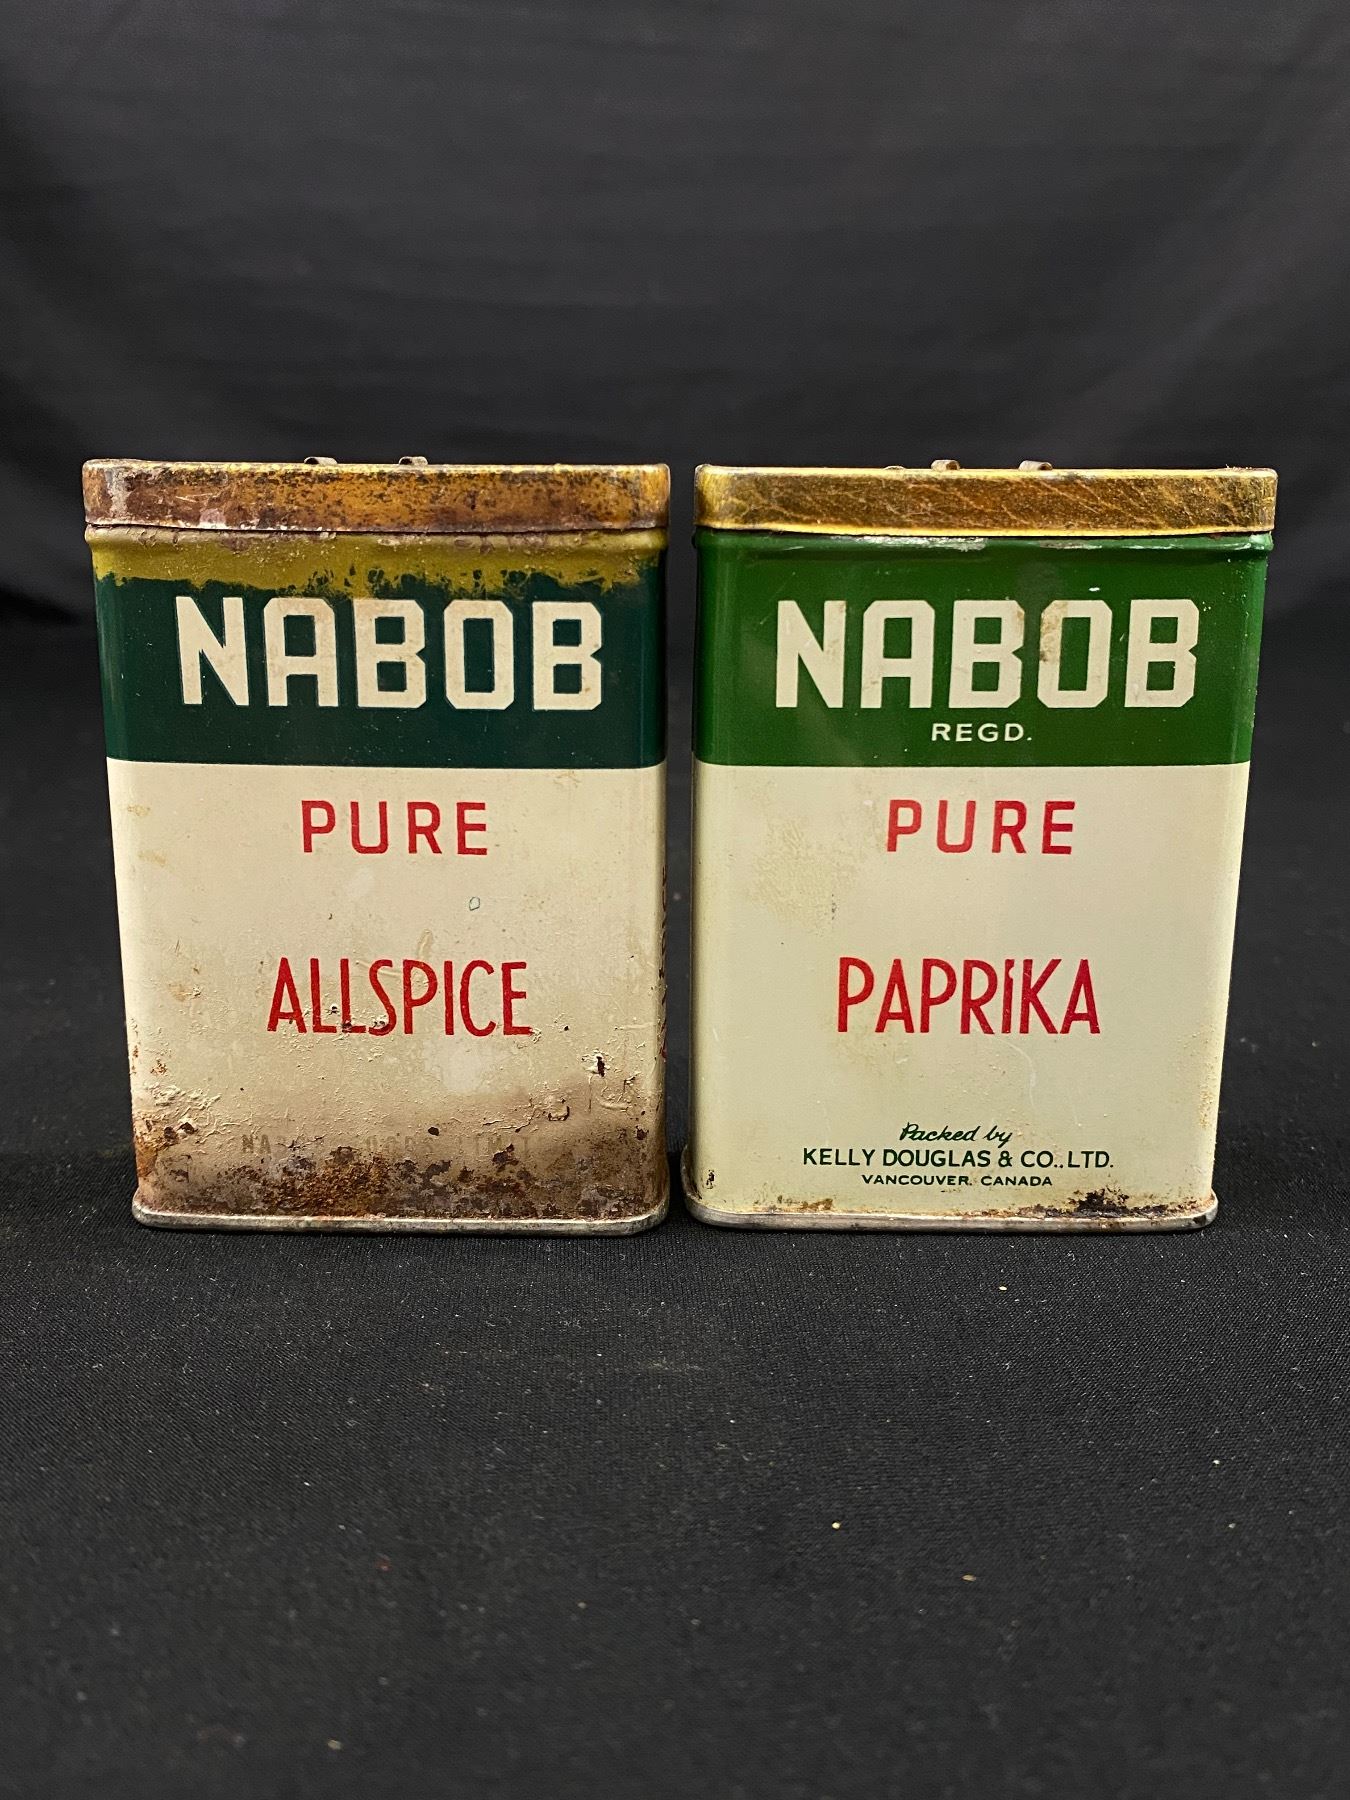 NABOB
PURE
ALLSPICE
NABOB
REGD.
PURE
PAPRIKA
Packed by
KELLY DOUGLAS & CO., LTD.
VANCOUVER, CANADA